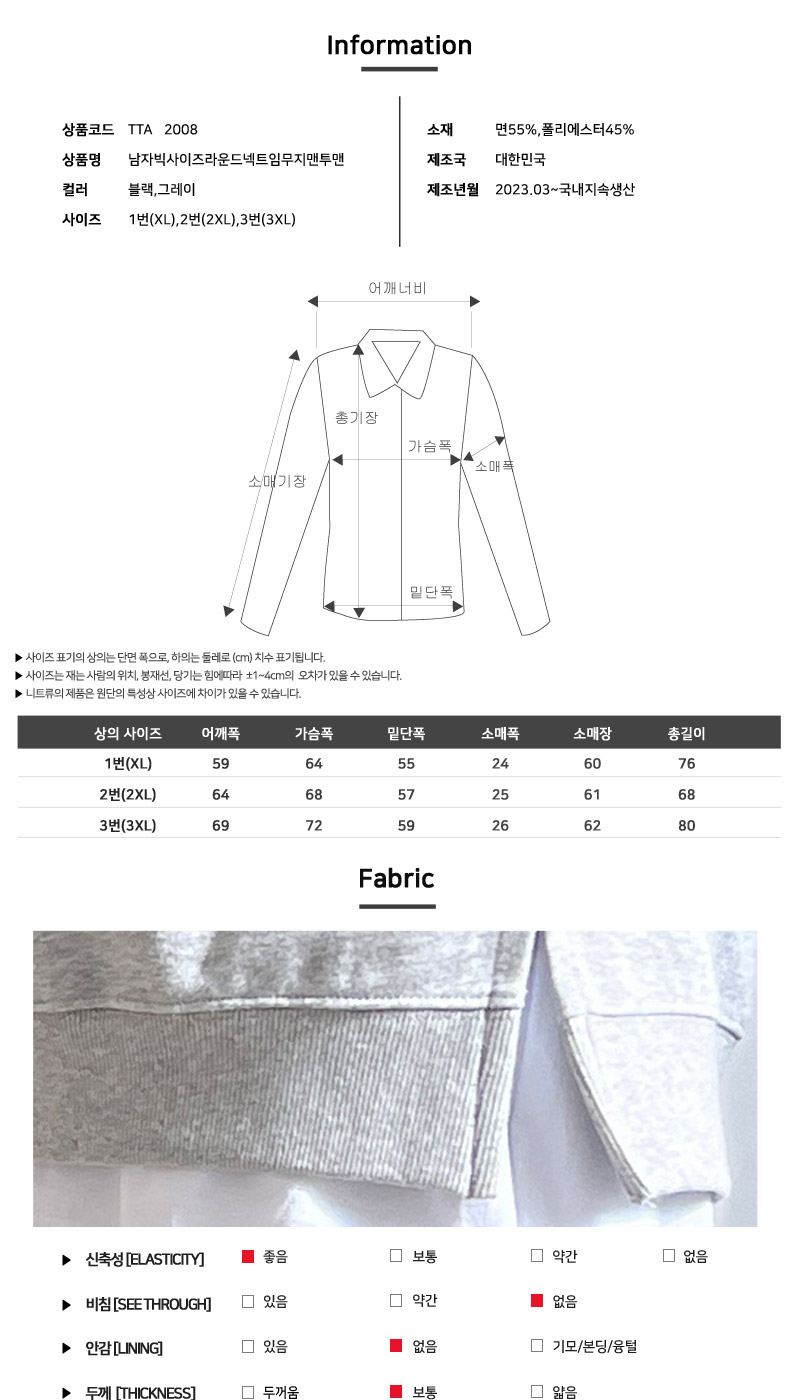 Information
상품코드 TTA 2008
상품명 남자빅사이즈라운드넥트임무지맨투맨
컬러 블랙,그레이
사이즈 1번(XL),2번(2XL),3번(3XL)
소재 면55%,폴리에스터45%
제조국 대한민국
제조년월 2023.03~국내지속생산
어깨너비
총기장
가슴폭
소매폭
소매기장
밑단폭
▶ 사이즈 표기의 상의는 단면 폭으로, 하의는 둘레로 (cm) 치수 표기됩니다.
▶ 사이즈는 재는 사람의 위치, 봉재선, 당기는 힘에따라 ±1~4cm의 오차가 있을 수 있습니다.
▶ 니트류의 제품은 원단의 특성상 사이즈에 차이가 있을 수 있습니다.
상의 사이즈 어깨폭 가슴폭 밑단폭 소매폭 소매장 총길이
1번(XL) 59 64 55 24 60 76
2번(2XL) 64 68 57 25 61 68
3번(3XL) 69 72 59 26 62 80
Fabric
▶ 신축성 [ELASTICITY] 좋음 보통 약간 없음
▶ 비침 [SEE THROUGH] 있음 약간 없음
▶ 안감 [LINING] 있음 없음 기모/본딩/융털
▶ 두께 [THICKNESS] 두꺼움 보통 얇음